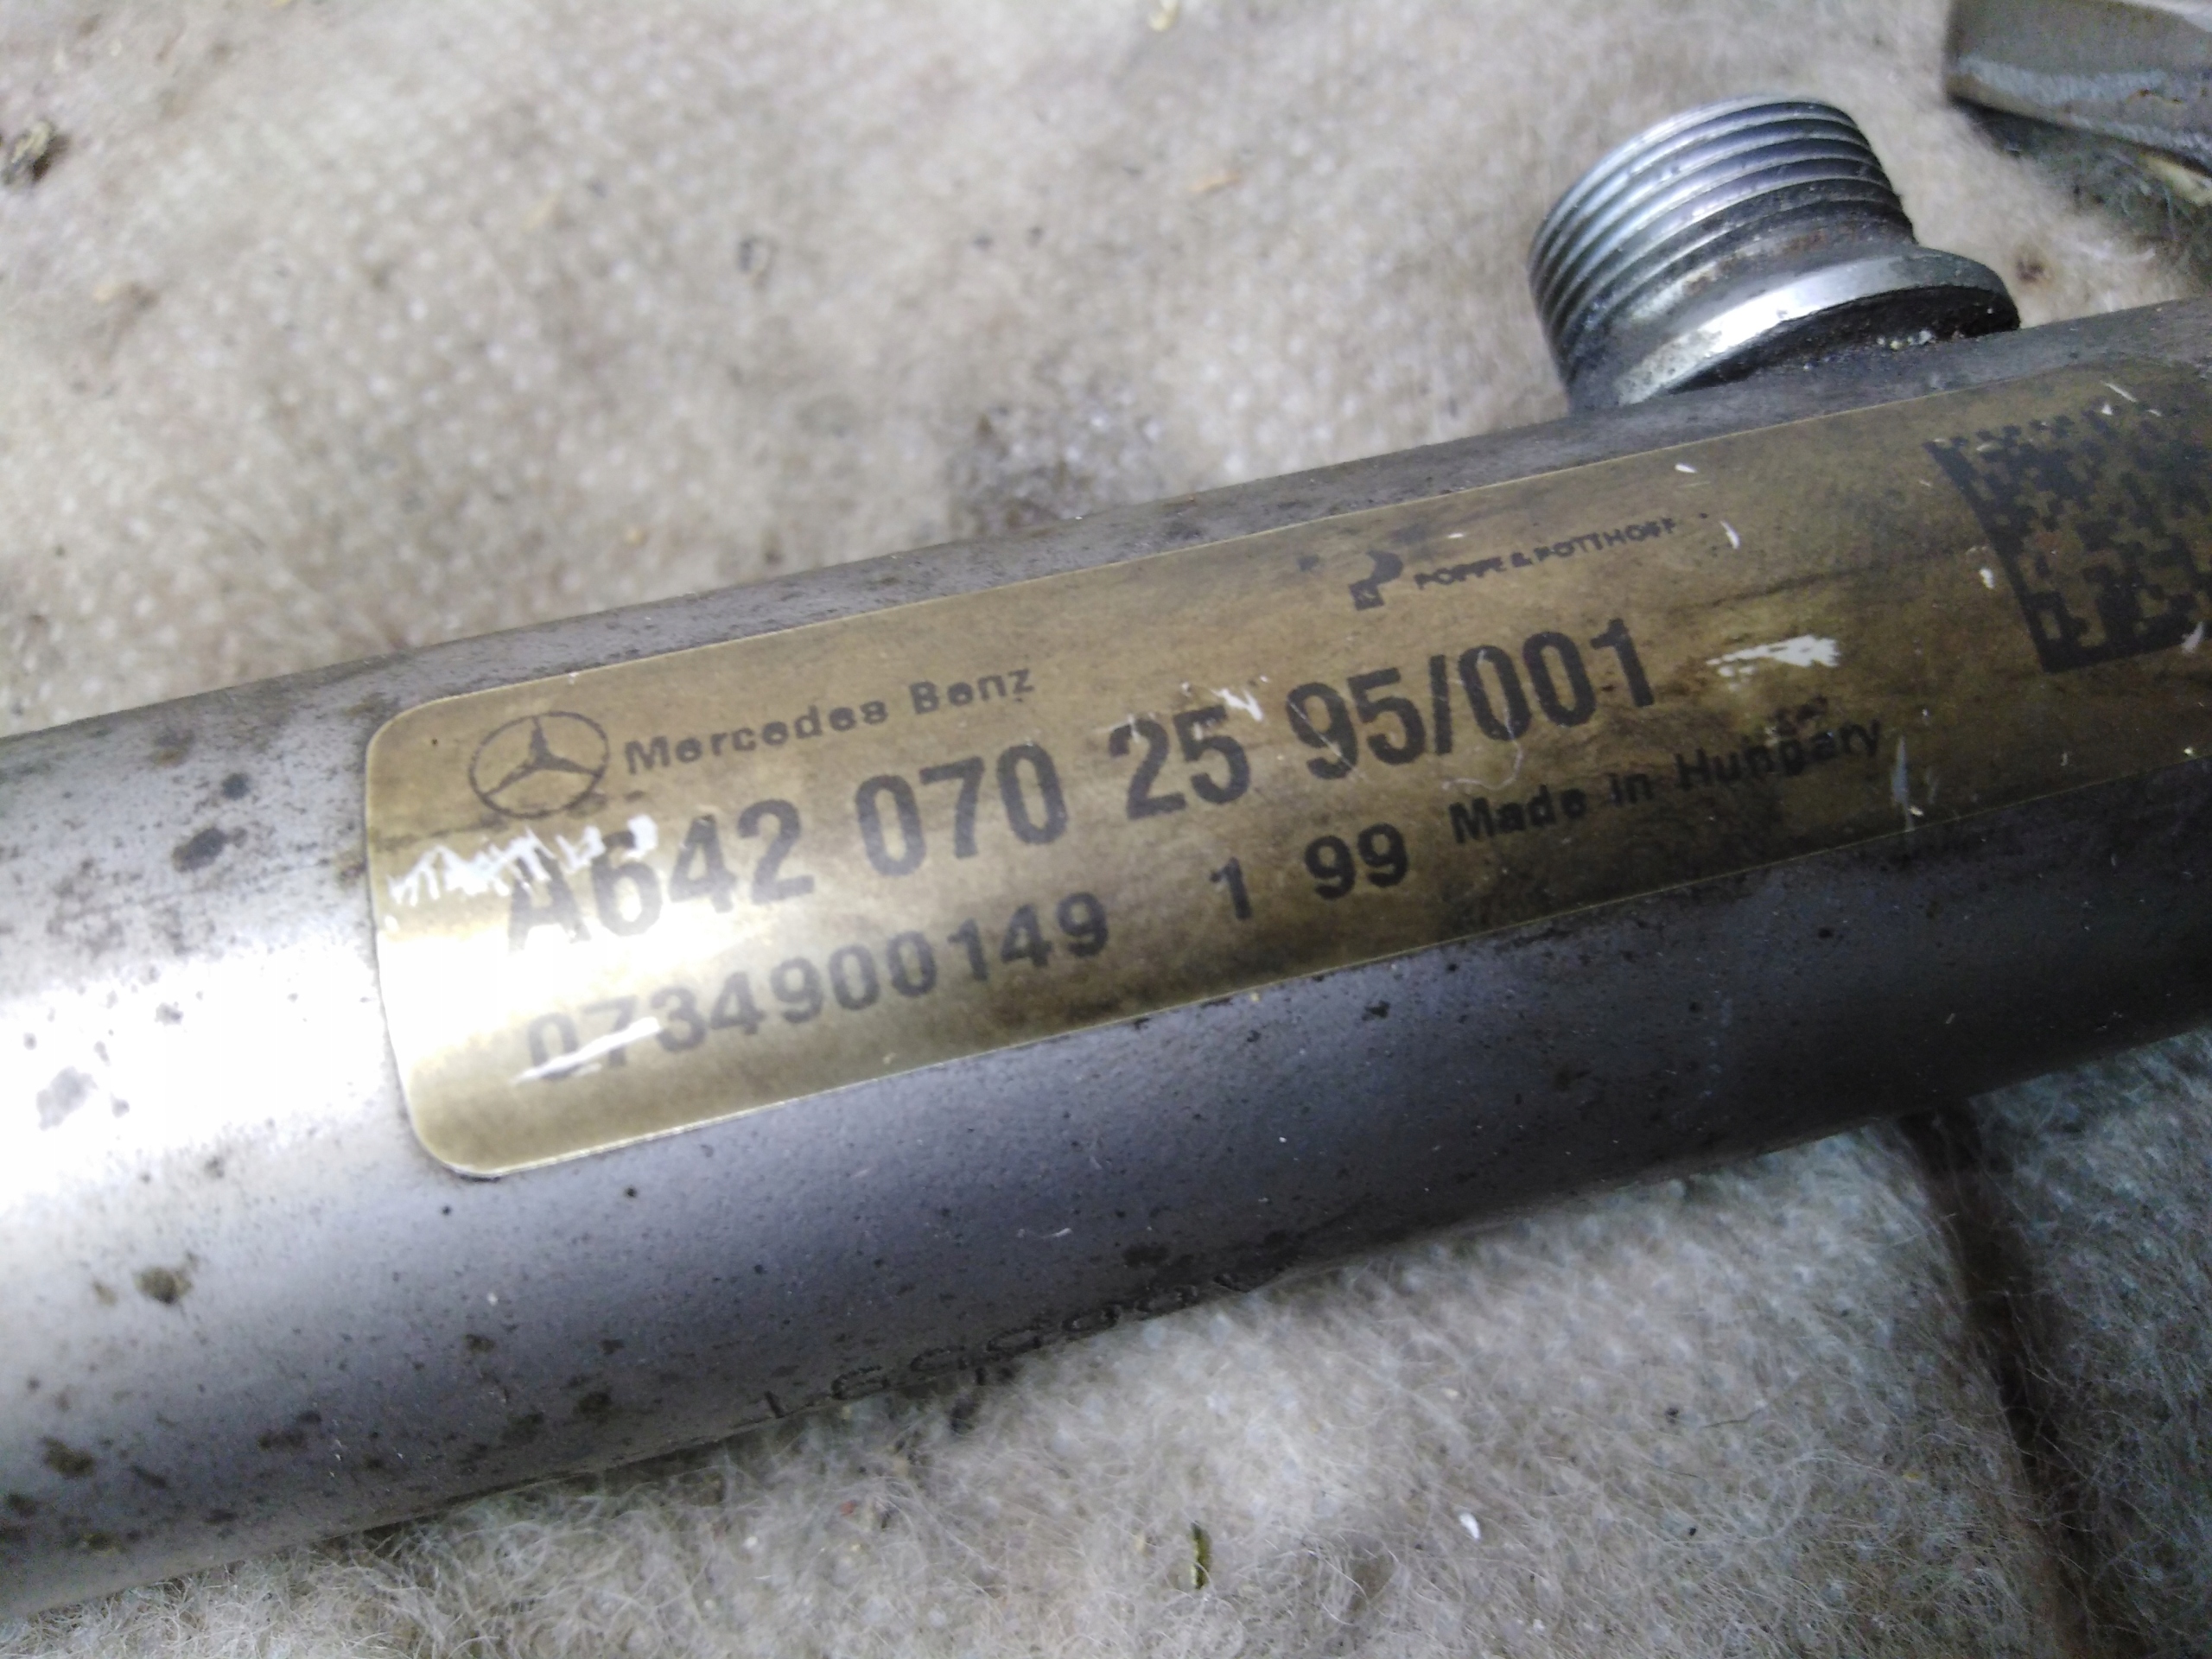 POPPE & POTTHOFF
Mercedes Benz
A642 070 25 95/001
0734900149 1 99 Made in Hungary